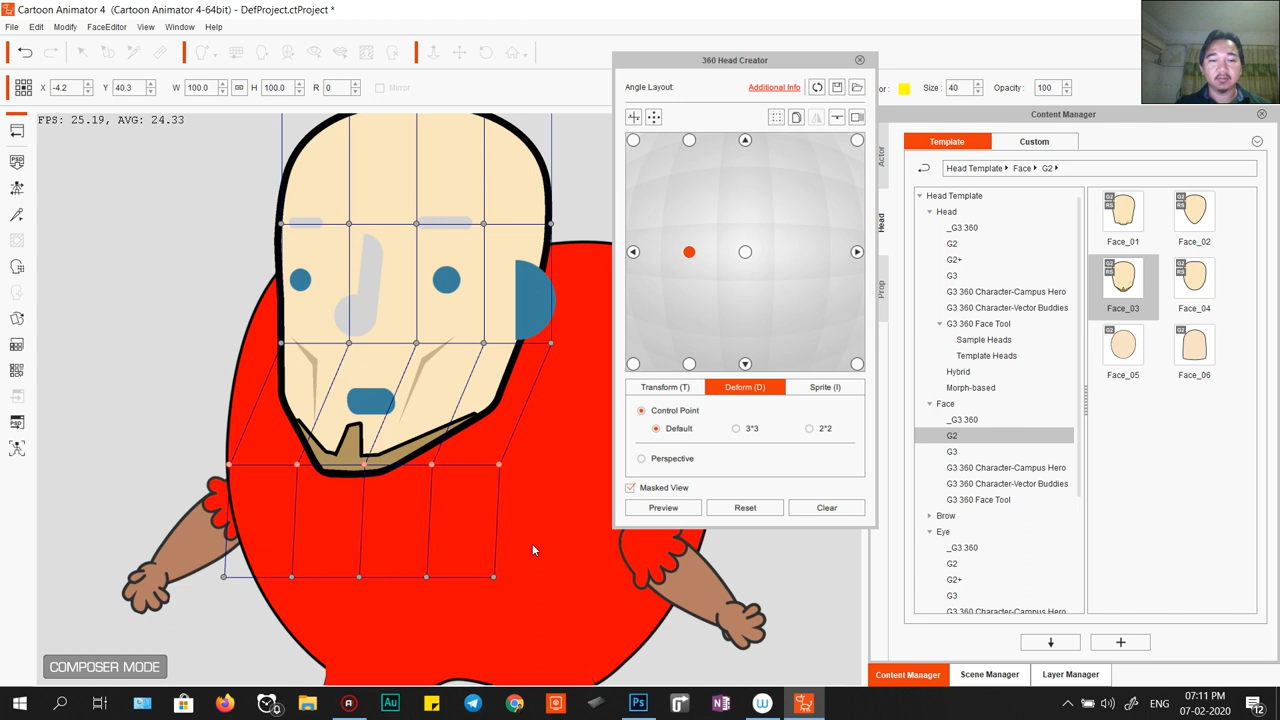 Cartoon Animator 4 (Cartoon Animator 4-64bit) - DefProject.ctProject *
File Edit Modify FaceEditor View Window Help
X -4.2 Y 40.3 W 100.0 H 100.0 R 0 Mirror
or: Size : 40 Opacity : 100
FPS: 25.19, AVG: 24.33
360 Head Creator
Angle Layout: Additional Info
Transform (T) Deform (D) Sprite (I)
Control Point
Default 3*3 2*2
Perspective
Masked View
Preview Reset Clear
Actor
Head
Prop
Content Manager
Template Custom
Head Template Face G2
Head Template
Head
_G3 360
G2
G2+
G3
G3 360 Character-Campus Hero
G3 360 Character-Vector Buddies
G3 360 Face Tool
Sample Heads
Template Heads
Hybrid
Morph-based
Face
_G3 360
G2
G3
G3 360 Character-Campus Hero
G3 360 Character-Vector Buddies
G3 360 Face Tool
Brow
Eye
_G3 360
G2
G2+
G3
G3 360 Character-Campus Hero
Face_01 Face_02
Face_03 Face_04
Face_05 Face_06
COMPOSER MODE
Content Manager Scene Manager Layer Manager
ENG
07:11 PM
07-02-2020